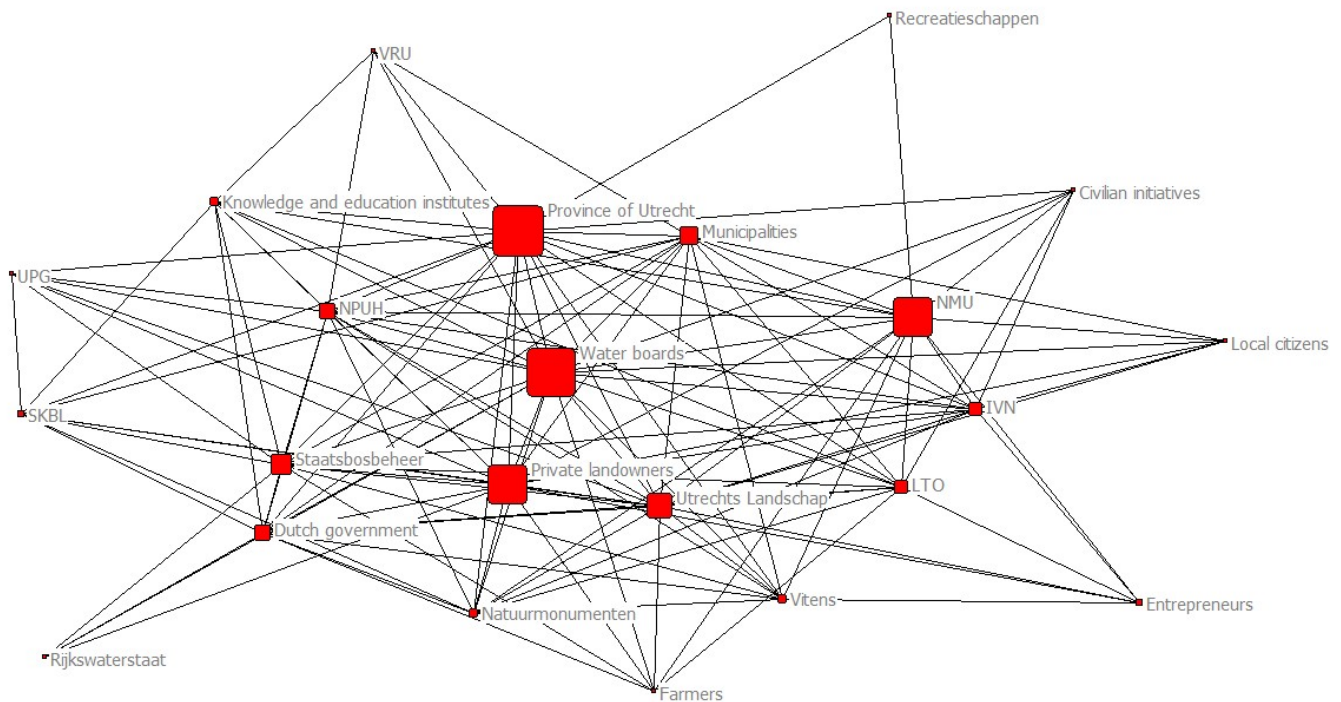 Recreatieschappen
VRU
Civilian initiatives
Knowledge and education institutes
Province of Utrecht
Municipalities
UPG
NPUH
NMU
Local citizens
Water boards
SKBL
IVN
Staatsbosbeheer
Private landowners
LTO
Utrechts Landschap
Dutch government
Natuurmonumenten
Vitens
Entrepreneurs
Rijkswaterstaat
Farmers